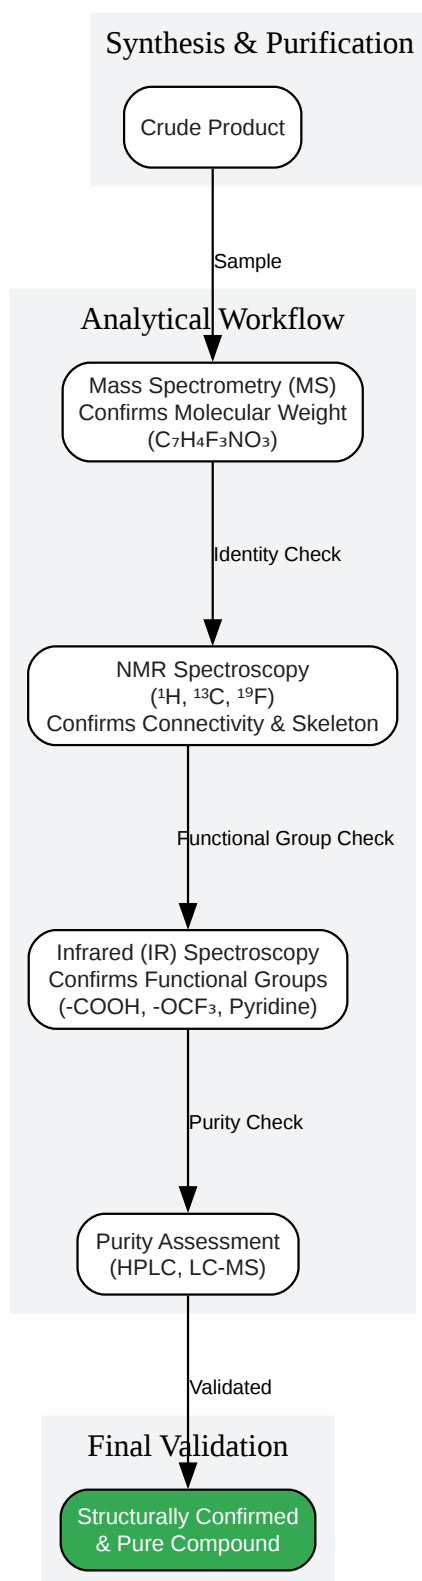 Synthesis & Purification
Crude Product
Sample
Analytical Workflow
Mass Spectrometry (MS)
Confirms Molecular Weight
(C₇H₄F₃NO₃)
Identity Check
NMR Spectroscopy
(¹H, ¹³C, ¹⁹F)
Confirms Connectivity & Skeleton
Functional Group Check
Infrared (IR) Spectroscopy
Confirms Functional Groups
(-COOH, -OCF₃, Pyridine)
Purity Check
Purity Assessment
(HPLC, LC-MS)
Validated
Final Validation
Structurally Confirmed
& Pure Compound